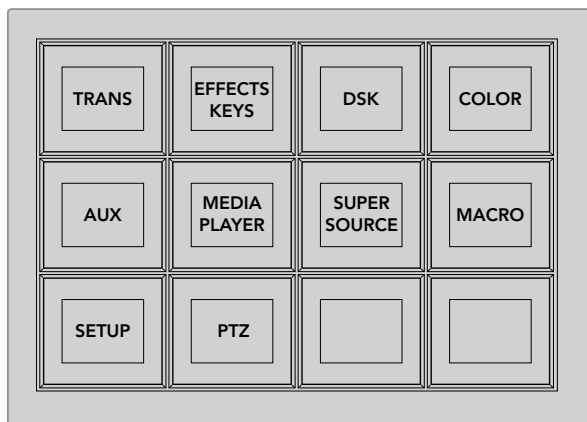 TRANS
EFFECTS
KEYS
DSK
COLOR
AUX
MEDIA
PLAYER
SUPER
SOURCE
MACRO
SETUP
PTZ